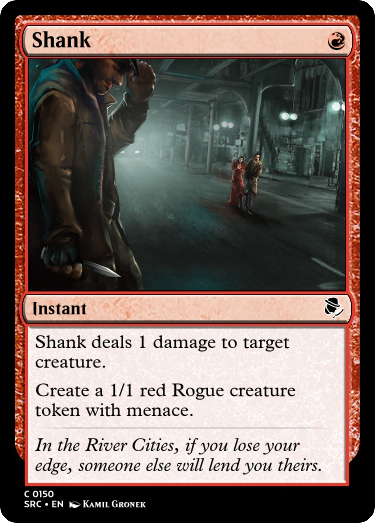 Shank
Instant
Shank deals 1 damage to target
creature.
Create a 1/1 red Rogue creature
token with menace.
In the River Cities, if you lose your
edge, someone else will lend you theirs.
C 0150
SRC • EN Kamil Gronek